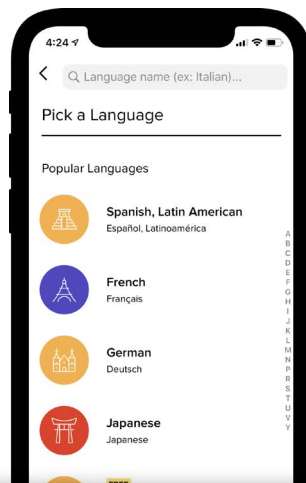 4:24
Language name (ex: Italian)...
Pick a Language
Popular Languages
Spanish, Latin American
Español, Latinoamérica
French
Français
German
Deutsch
Japanese
Japanese
A
B
C
D
E
F
G
H
I
J
K
L
M
N
P
R
S
T
U
V
Y
FREE